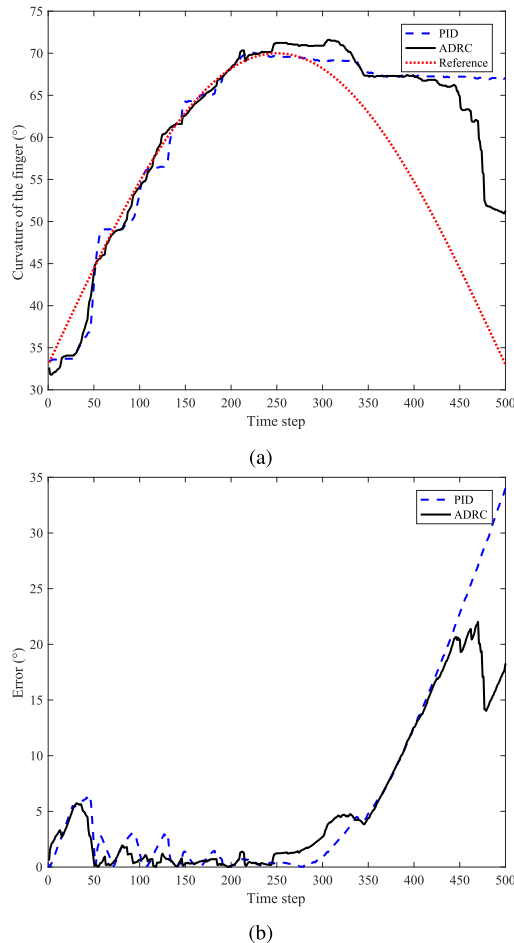 75
70
65
60
55
50
45
40
35
30
Curvature of the finger (°)
PID
ADRC
Reference
0 50 100 150 200 250 300 350 400 450 500
Time step
(a)
35
30
25
20
15
10
5
0
Error (°)
PID
ADRC
0 50 100 150 200 250 300 350 400 450 500
Time step
(b)